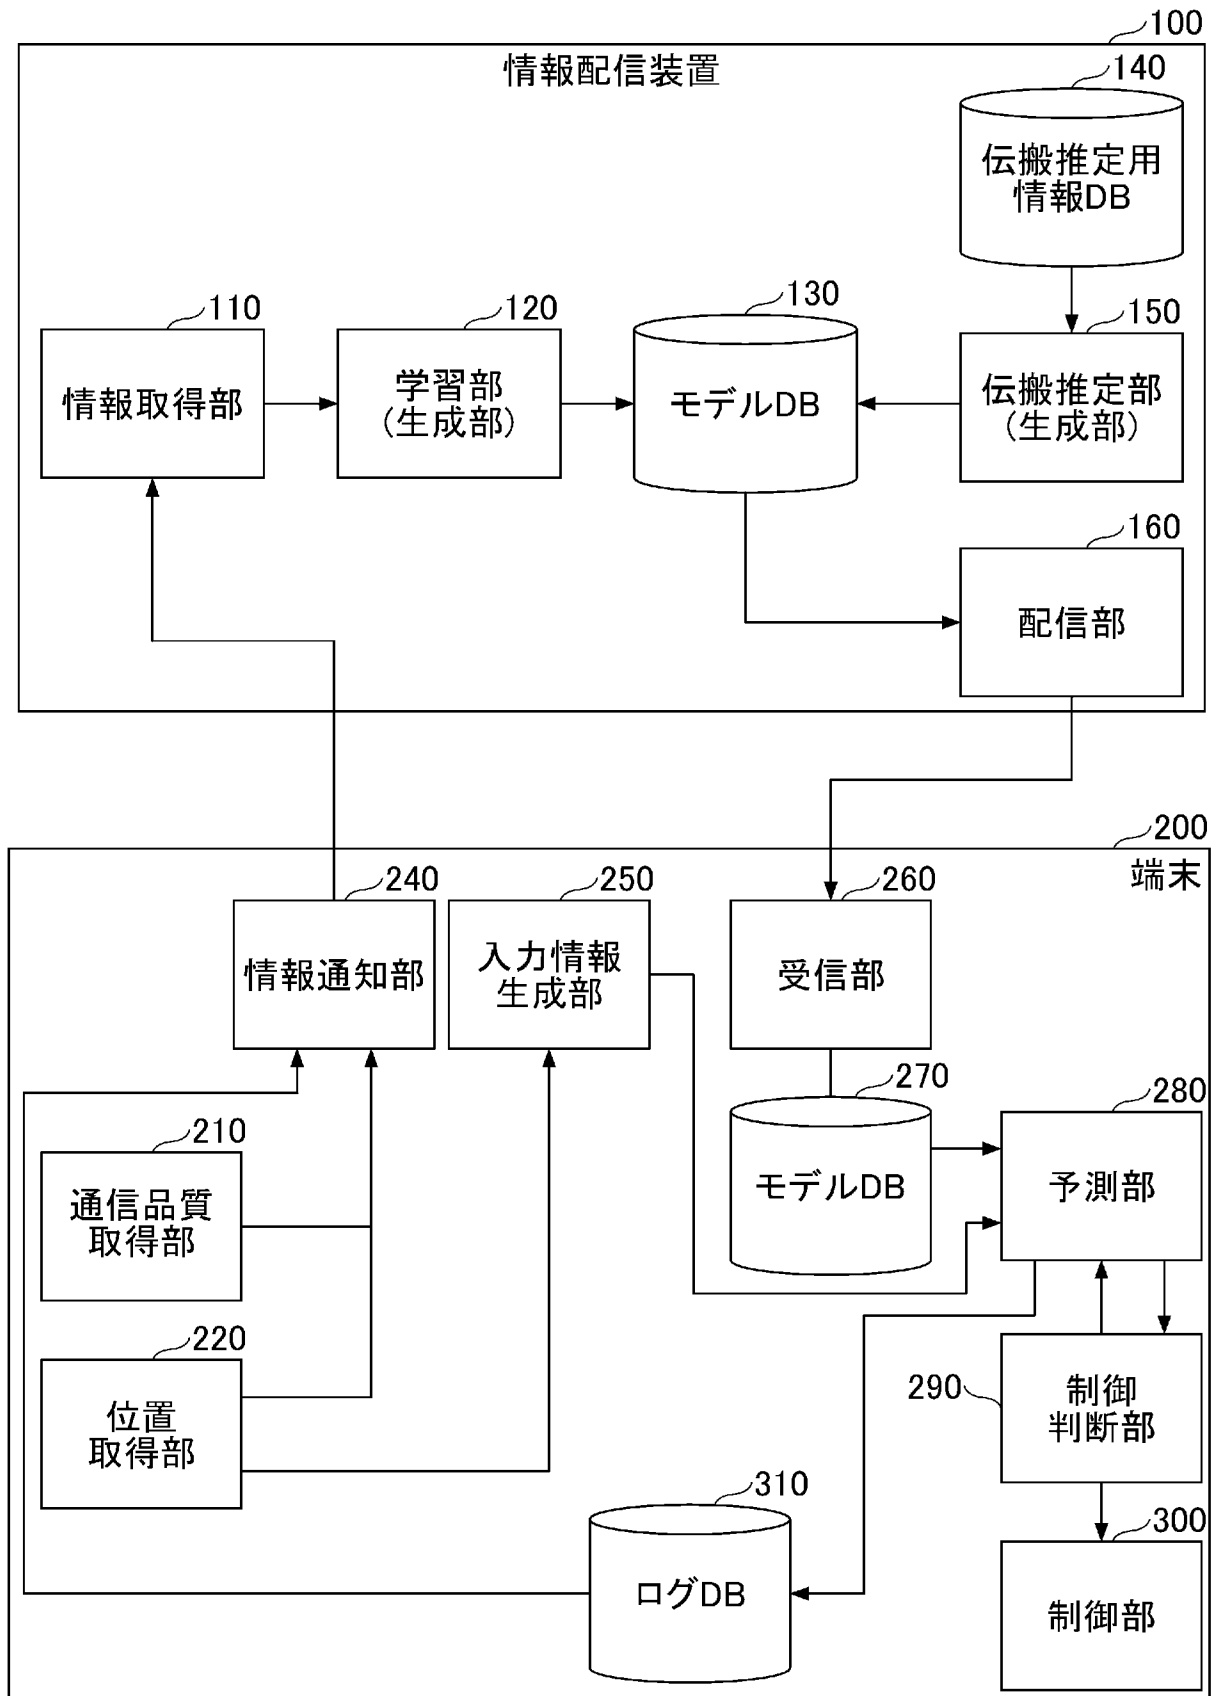 100
情報配信装置
140
伝搬推定用
情報DB
110
情報取得部
120
学習部
(生成部)
130
モデルDB
150
伝搬推定部
(生成部)
160
配信部
200
端末
240
情報通知部
250
入力情報
生成部
260
受信部
270
モデルDB
280
予測部
210
通信品質
取得部
220
位置
取得部
290
制御
判断部
310
ログDB
300
制御部